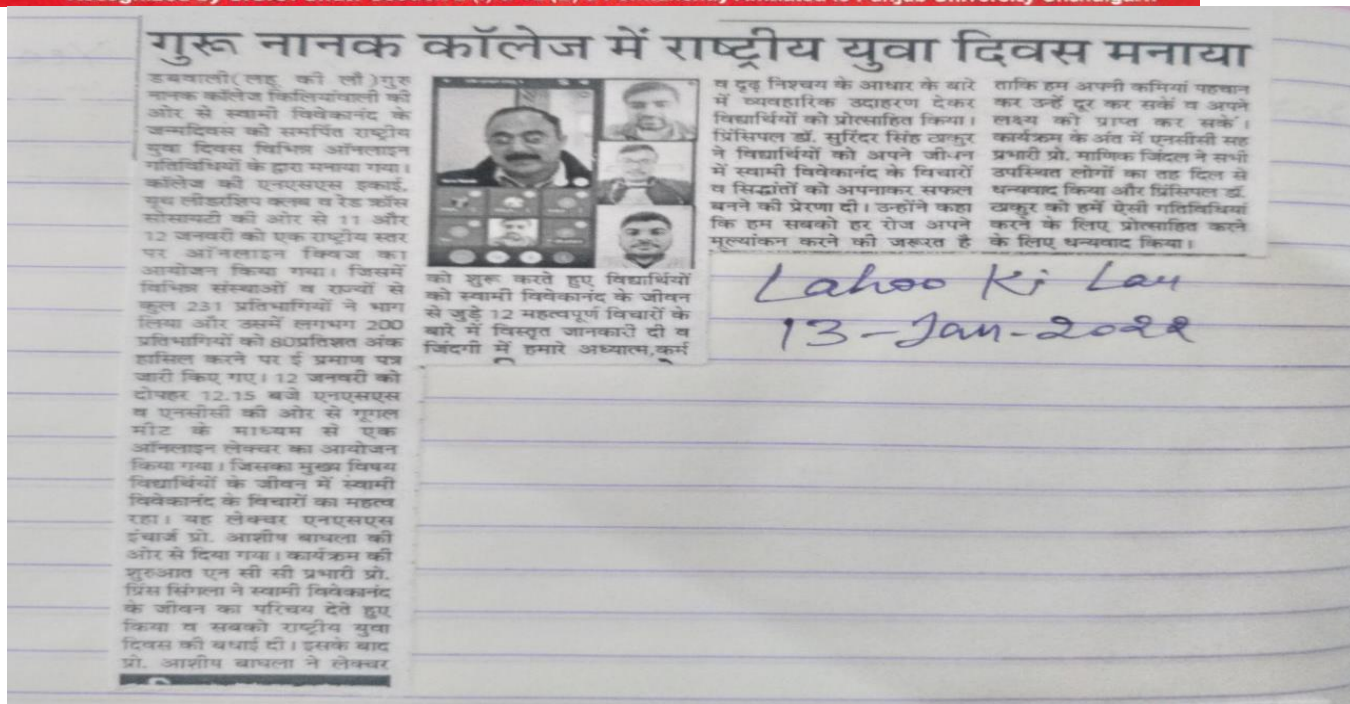 गुरू नानक कॉलेज में राष्ट्रीय युवा दिवस मनाया
डबवाली(लहू की लौ)गुरु
नानक कॉलेज किलियांवाली की
ओर से स्वामी विवेकानंद के
जन्मदिवस को समर्पित राष्ट्रीय
युवा दिवस विभिन्न ऑनलाइन
गतिविधियों के द्वारा मनाया गया।
कॉलेज की एनएसएस इकाई,
यूथ लीडरशिप क्लब व रेड क्रॉस
सोसायटी की ओर से 11 और
12 जनवरी को एक राष्ट्रीय स्तर
पर ऑनलाइन क्विज का
आयोजन किया गया। जिसमें
विभिन्न संस्थाओं व राज्यों से
कुल 231 प्रतिभागियों ने भाग
लिया और उसमें लगभग 200
प्रतिभागियों को 80प्रतिशत अंक
हासिल करने पर ई प्रमाण पत्र
जारी किए गए। 12 जनवरी को
दोपहर 12.15 बजे एनएसएस
व एनसीसी की ओर से गूगल
मीट के माध्यम से एक
ऑनलाइन लेक्चर का आयोजन
किया गया। जिसका मुख्य विषय
विद्यार्थियों के जीवन में स्वामी
विवेकानंद के विचारों का महत्व
रहा। यह लेक्चर एनएसएस
इंचार्ज प्रो. आशीष बाघला की
ओर से दिया गया। कार्यक्रम की
शुरुआत एन सी सी प्रभारी प्रो.
प्रिंस सिंगला ने स्वामी विवेकानंद
के जीवन का परिचय देते हुए
किया व सबको राष्ट्रीय युवा
दिवस की बधाई दी। इसके बाद
प्रो. आशीष बाघला ने लेक्चर
को शुरू करते हुए विद्यार्थियों
को स्वामी विवेकानंद के जीवन
से जुड़े 12 महत्वपूर्ण विचारों के
बारे में विस्तृत जानकारी दी व
जिंदगी में हमारे अध्यात्म,कर्म
व दृढ़ निश्चय के आधार के बारे
में व्यवहारिक उदाहरण देकर
विद्यार्थियों को प्रोत्साहित किया।
प्रिंसिपल डॉ. सुरिंदर सिंह ठाकुर
ने विद्यार्थियों को अपने जीवन
में स्वामी विवेकानंद के विचारों
व सिद्धांतों को अपनाकर सफल
बनने की प्रेरणा दी। उन्होंने कहा
कि हम सबको हर रोज अपने
मूल्यांकन करने की जरूरत है
ताकि हम अपनी कमियां पहचान
कर उन्हें दूर कर सकें व अपने
लक्ष्य को प्राप्त कर सकें।
कार्यक्रम के अंत में एनसीसी सह
प्रभारी प्रो. माणिक जिंदल ने सभी
उपस्थित लोगों का तह दिल से
धन्यवाद किया और प्रिंसिपल डॉ.
ठाकुर को हमें ऐसी गतिविधियां
करने के लिए प्रोत्साहित करने
के लिए धन्यवाद किया।
Lahoo Ki Lau
13-Jan-2022